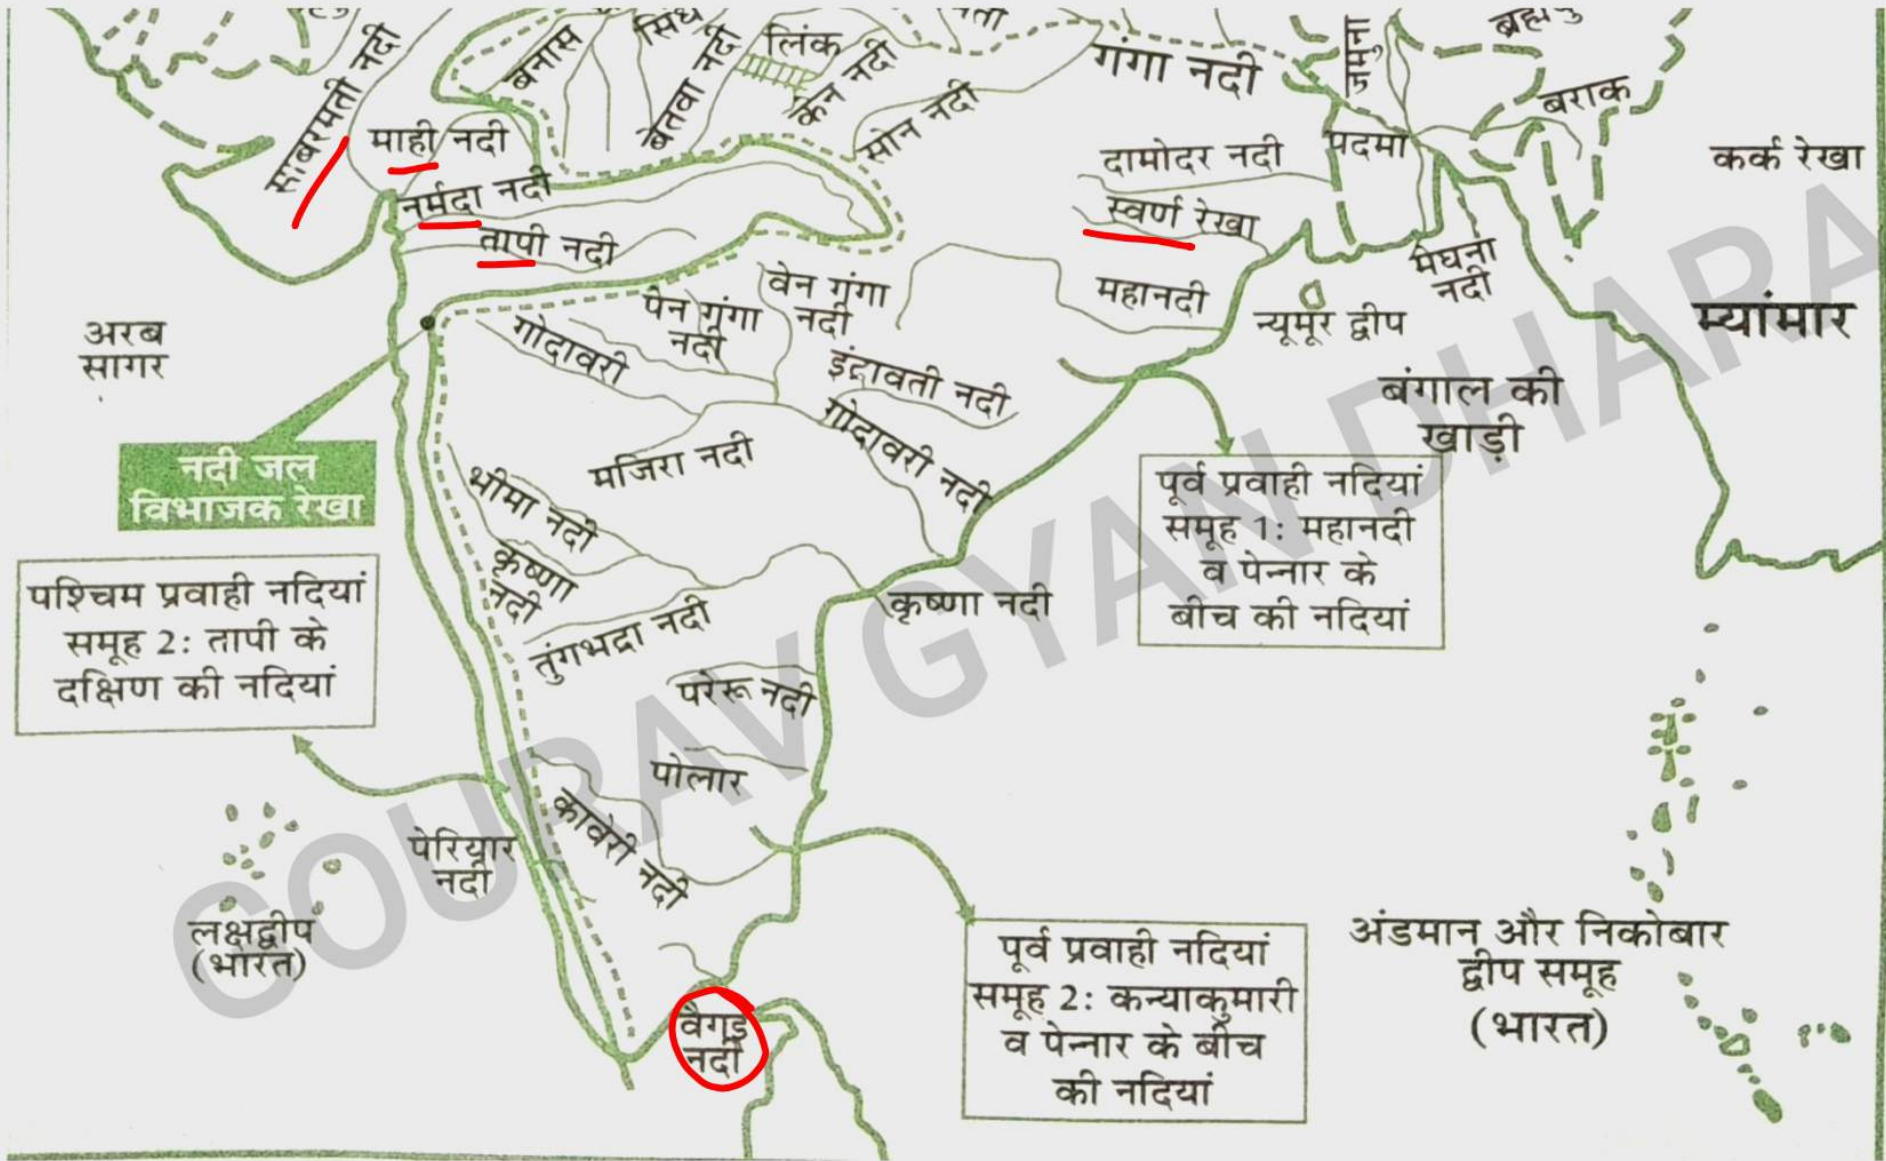 सिंध
लिंक
बनास
बेतवा नदी
सोन नदी
गंगा नदी
जमुना
बराक
साबरमती नदी
माही नदी
दामोदर नदी
पदमा
कर्क रेखा
नर्मदा नदी
स्वर्ण रेखा
तापी नदी
मेघना
नदी
वेन गंगा
नदी
पेन गंगा
नदी
महानदी
न्यूमूर द्वीप
म्यांमार
अरब
सागर
गोदावरी
इंद्रावती नदी
बंगाल की
खाड़ी
गोदावरी नदी
नदी जल
विभाजक रेखा
मजिरा नदी
भीमा नदी
पूर्व प्रवाही नदियां
समूह 1: महानदी
व पेन्नार के
बीच की नदियां
कृष्णा
नदी
पश्चिम प्रवाही नदियां
समूह 2: तापी के
दक्षिण की नदियां
कृष्णा नदी
तुंगभद्रा नदी
परेरू नदी
पोलार
कावेरी नदी
पेरियार
नदी
लक्षद्वीप
(भारत)
पूर्व प्रवाही नदियां
समूह 2: कन्याकुमारी
व पेन्नार के बीच
की नदियां
अंडमान और निकोबार
द्वीप समूह
(भारत)
वैगइ
नदी
GOURAV GYAN DHARA